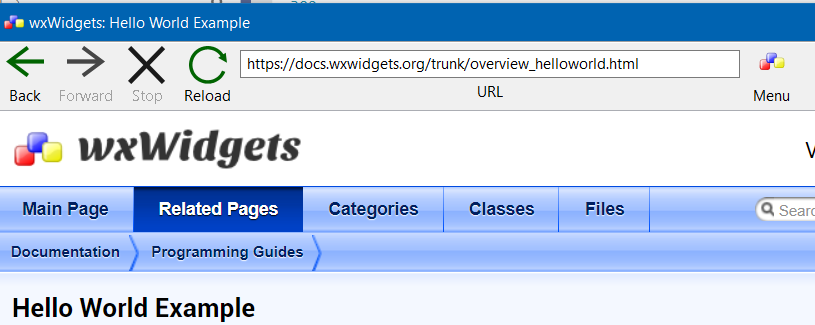 wxWidgets: Hello World Example
https://docs.wxwidgets.org/trunk/overview_helloworld.html
Back Forward Stop Reload URL Menu
wxWidgets V
Main Page Related Pages Categories Classes Files Search
Documentation Programming Guides
Hello World Example